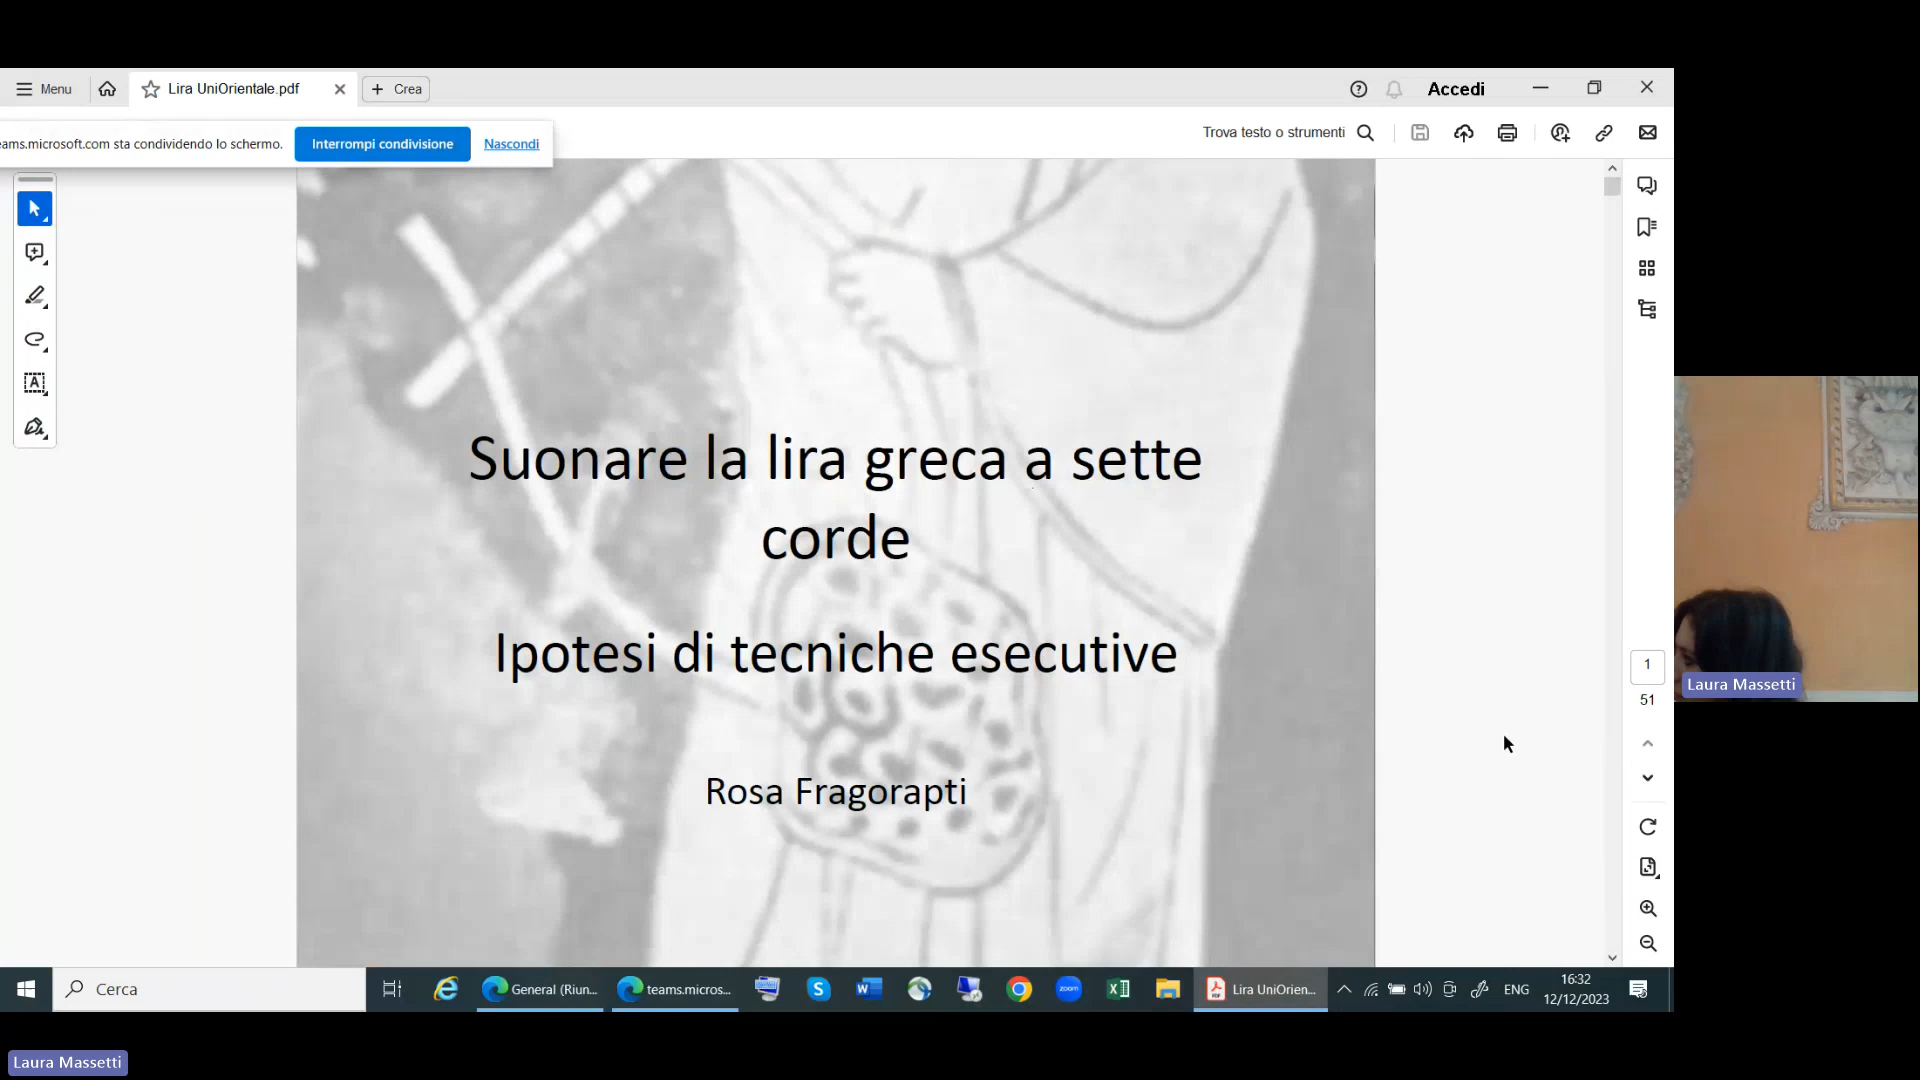 Menu
Lira UniOrientale.pdf
Crea
Accedi
eams.microsoft.com sta condividendo lo schermo.
Interrompi condivisione
Nascondi
Trova testo o strumenti
Suonare la lira greca a sette
corde
Ipotesi di tecniche esecutive
Rosa Fragorapti
1
51
Laura Massetti
Cerca
General (Riun...
teams.micros...
zoom
Lira UniOrien...
ENG
16:32
12/12/2023
Laura Massetti